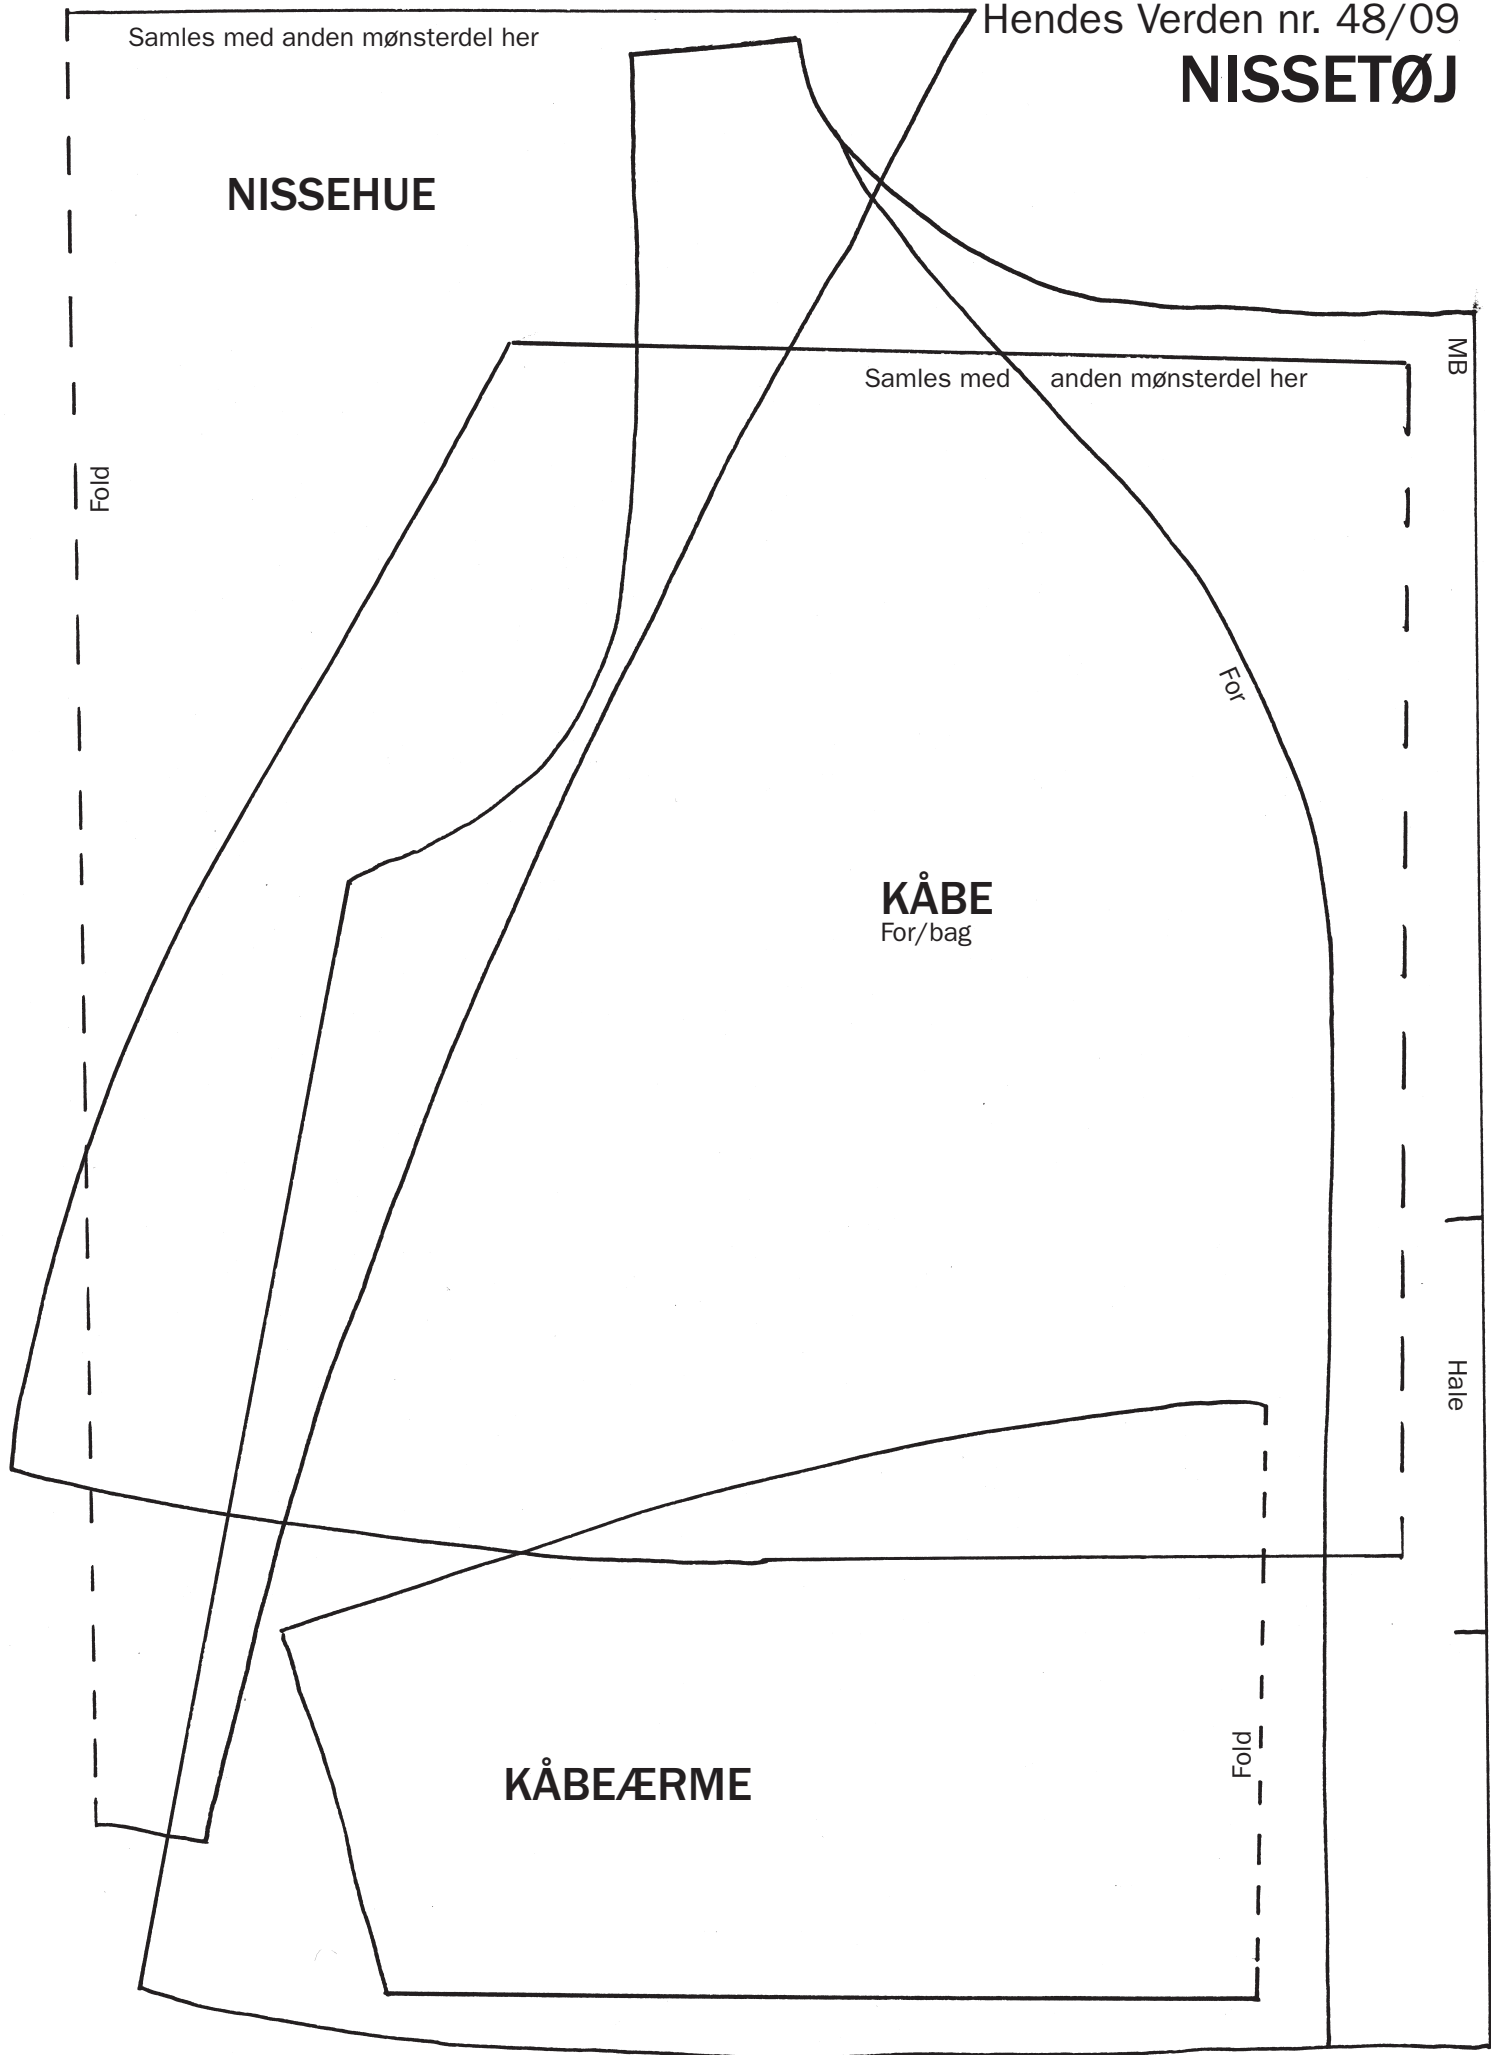 Hendes Verden nr. 48/09
NISSETØJ
Samles med anden mønsterdel her
NISSEHUE
MB
Samles med anden mønsterdel her
Fold
For
KÅBE
For/bag
Hale
Fold
KÅBEÆRME